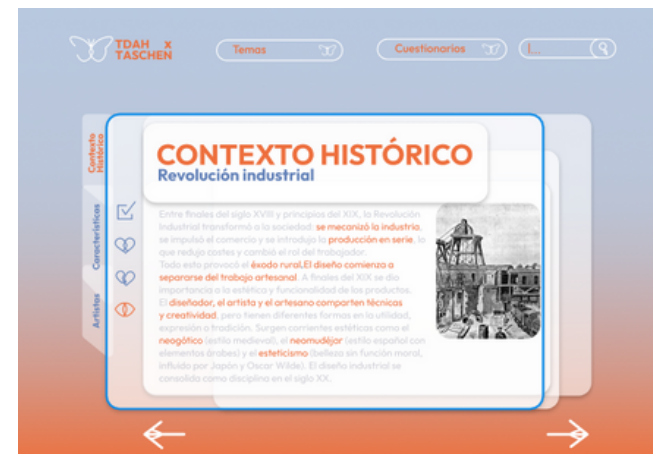 TDAH x
TASCHEN
Temas
Cuestionarios
I...
Contexto
Histórico
Características
Artistas
CONTEXTO HISTÓRICO
Revolución industrial
Entre finales del siglo XVIII y principios del XIX, la Revolución
Industrial transformó a la sociedad: se mecanizó la industria,
se impulsó el comercio y se introdujo la producción en serie, lo
que redujo costes y cambió el rol del trabajador.
Todo esto provocó el éxodo rural.El diseño comienza a
separarse del trabajo artesanal. A finales del XIX se dio
importancia a la estética y funcionalidad de los productos.
El diseñador, el artista y el artesano comparten técnicas
y creatividad, pero tienen diferentes formas en la utilidad,
expresión o tradición. Surgen corrientes estéticas como el
neogótico (estilo medieval), el neomudéjar (estilo español con
elementos árabes) y el esteticismo (belleza sin función moral,
influido por Japón y Oscar Wilde). El diseño industrial se
consolida como disciplina en el siglo XX.